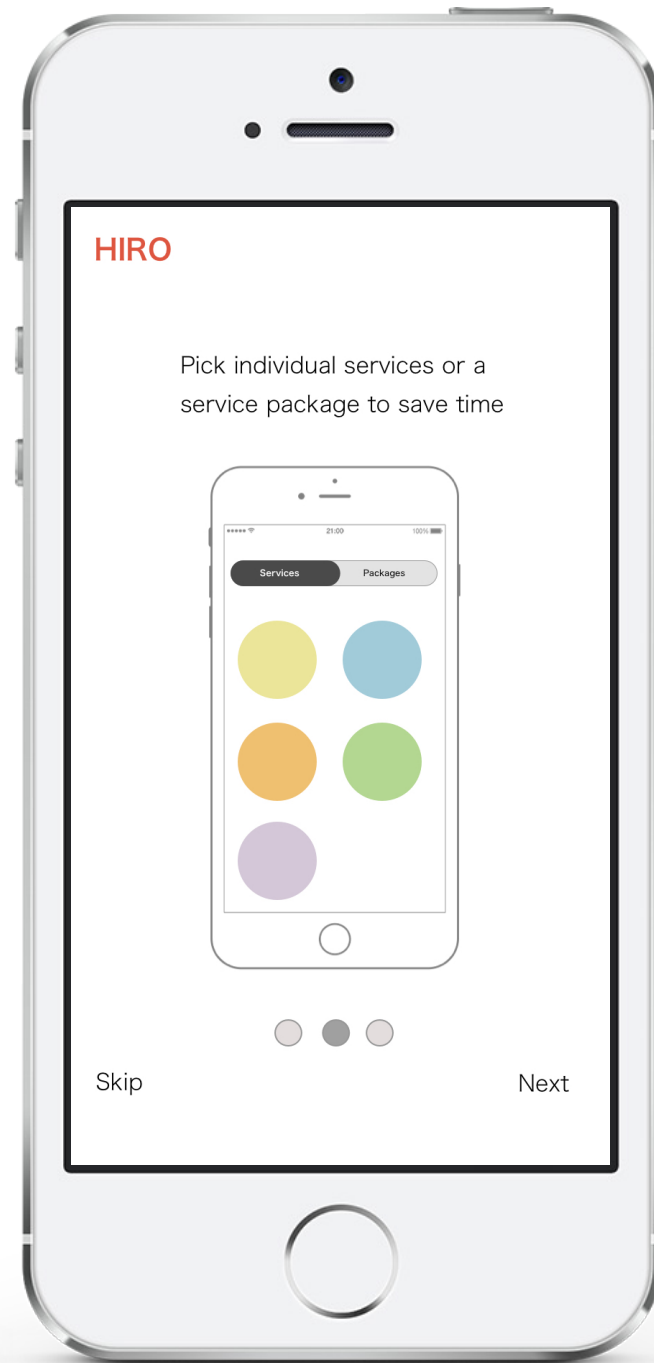 HIRO
Pick individual services or a
service package to save time
21:00
100%
Services
Packages
Skip
Next